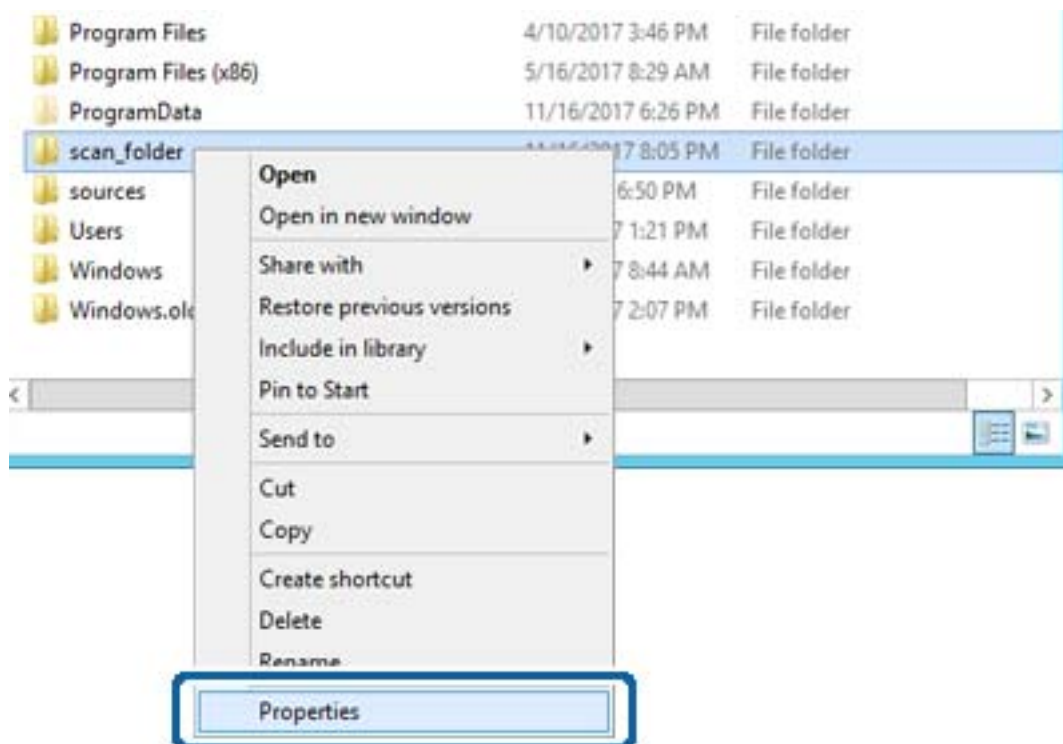 Program Files 4/10/2017 3:46 PM File folder
Program Files (x86) 5/16/2017 8:29 AM File folder
ProgramData 11/16/2017 6:26 PM File folder
scan_folder 17 8:05 PM File folder
sources 6:50 PM File folder
Users 7 1:21 PM File folder
Windows 7 8:44 AM File folder
Windows.old 7 2:07 PM File folder
Open
Open in new window
Share with
Restore previous versions
Include in library
Pin to Start
Send to
Cut
Copy
Create shortcut
Delete
Rename
Properties